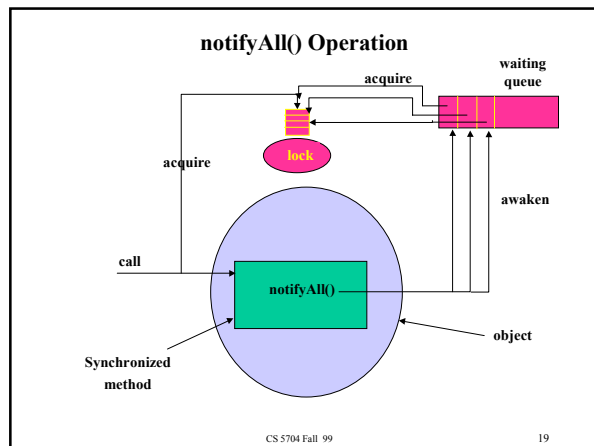 notifyAll() Operation
waiting
queue
acquire
lock
acquire
awaken
call
notifyAll()
object
Synchronized
method
CS 5704 Fall 99
19